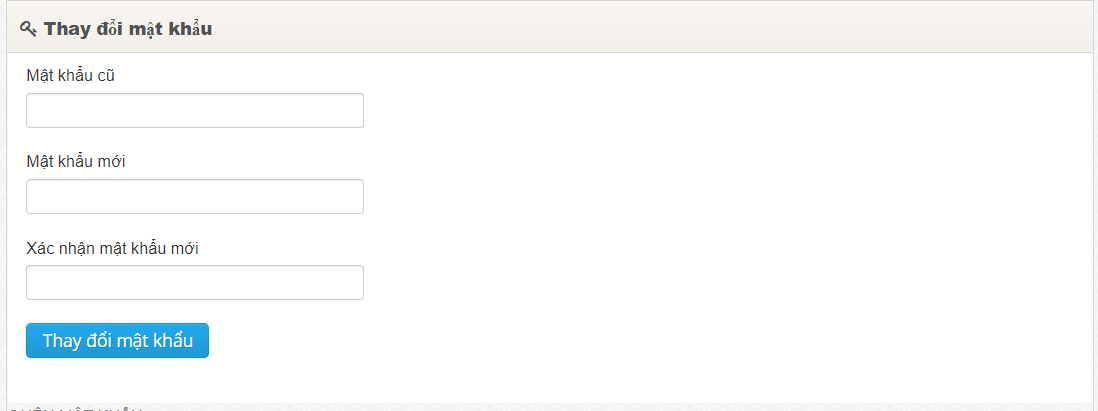 Thay đổi mật khẩu
Mật khẩu cũ
Mật khẩu mới
Xác nhận mật khẩu mới
Thay đổi mật khẩu